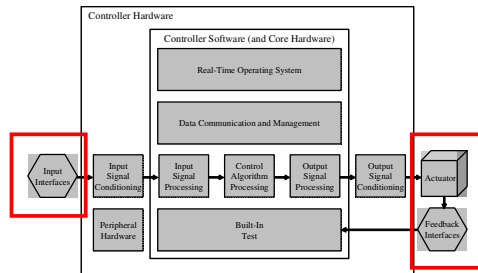 Controller Hardware
Controller Software (and Core Hardware)
Real-Time Operating System
Data Communication and Management
Input
Interfaces
Input
Signal
Conditioning
Input
Signal
Processing
Control
Algorithm
Processing
Output
Signal
Processing
Output
Signal
Conditioning
Actuator
Peripheral
Hardware
Built-In
Test
Feedback
Interfaces